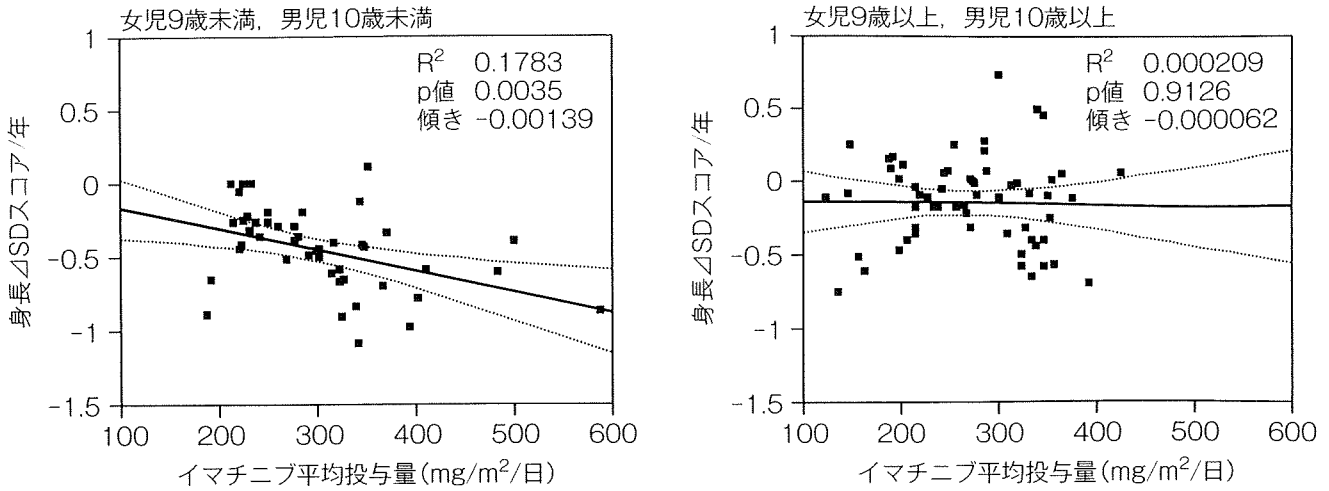 女児9歳未満, 男児10歳未満
R² 0.1783
p値 0.0035
傾き -0.00139
1
0.5
0
-0.5
-1
-1.5
身長⊿SDスコア/年
100 200 300 400 500 600
イマチニブ平均投与量(mg/m²/日)
女児9歳以上, 男児10歳以上
R² 0.000209
p値 0.9126
傾き -0.000062
1
0.5
0
-0.5
-1
-1.5
身長⊿SDスコア/年
100 200 300 400 500 600
イマチニブ平均投与量(mg/m²/日)